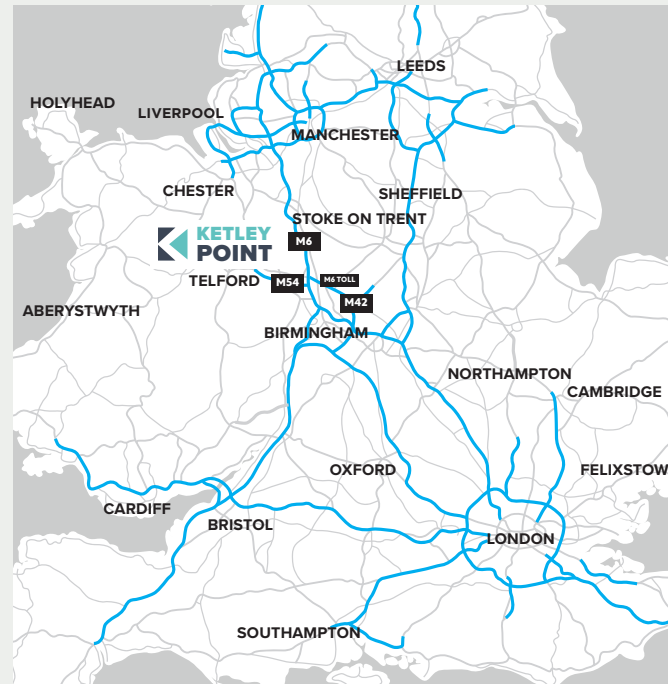 LEEDS
HOLYHEAD
LIVERPOOL
MANCHESTER
CHESTER
SHEFFIELD
STOKE ON TRENT
KETLEY
POINT
M6
TELFORD
M54
M6 TOLL
M42
ABERYSTWYTH
BIRMINGHAM
NORTHAMPTON
CAMBRIDGE
OXFORD
FELIXSTOW
CARDIFF
BRISTOL
LONDON
SOUTHAMPTON